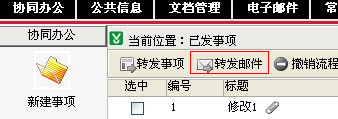 协同办公 公共信息 文档管理 电子邮件 常
协同办公
新建事项
当前位置：已发事项
转发事项 转发邮件 撤销流程
选中 编号 标题
1 修改1